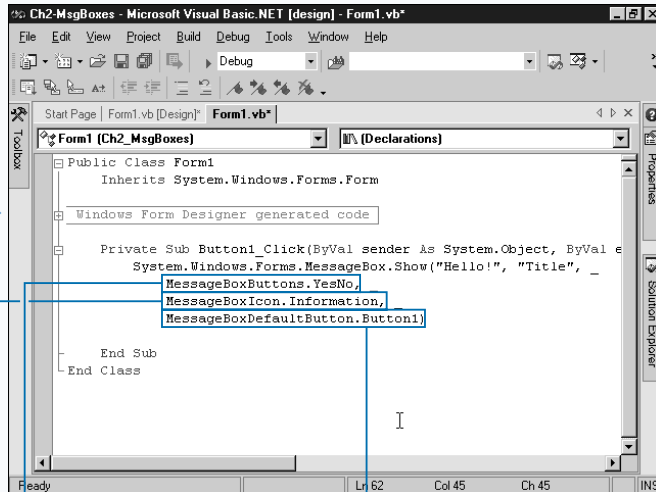 Ch2-MsgBoxes - Microsoft Visual Basic.NET [design] - Form1.vb*
File Edit View Project Build Debug Tools Window Help
Debug
Start Page Form1.vb [Design]* Form1.vb*
Form1 (Ch2_MsgBoxes) (Declarations)
Toolbox
Properties
Solution Explorer
Public Class Form1
Inherits System.Windows.Forms.Form
Windows Form Designer generated code
Private Sub Button1_Click(ByVal sender As System.Object, ByVal e
System.Windows.Forms.MessageBox.Show("Hello!", "Title", _
MessageBoxButtons.YesNo, _
MessageBoxIcon.Information, _
MessageBoxDefaultButton.Button1)
End Sub
End Class
Ready Ln 62 Col 45 Ch 45 INS